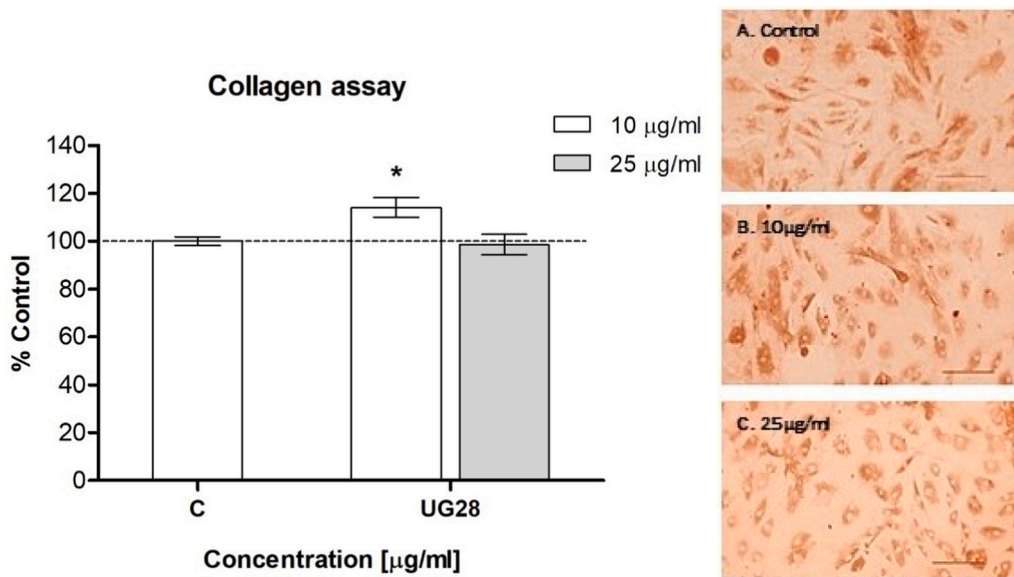 Collagen assay
10 µg/ml
25 µg/ml
% Control
140
120
100
80
60
40
20
0
*
C
UG28
Concentration [µg/ml]
A. Control
B. 10µg/ml
C. 25µg/ml